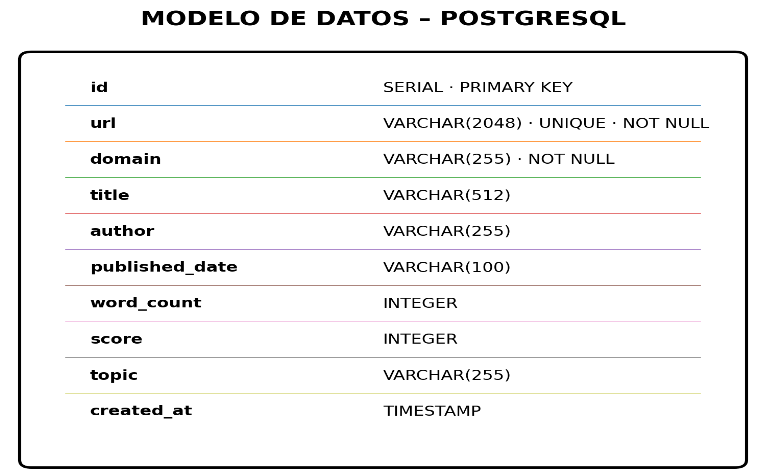 MODELO DE DATOS – POSTGRESQL
id SERIAL · PRIMARY KEY
url VARCHAR(2048) · UNIQUE · NOT NULL
domain VARCHAR(255) · NOT NULL
title VARCHAR(512)
author VARCHAR(255)
published_date VARCHAR(100)
word_count INTEGER
score INTEGER
topic VARCHAR(255)
created_at TIMESTAMP